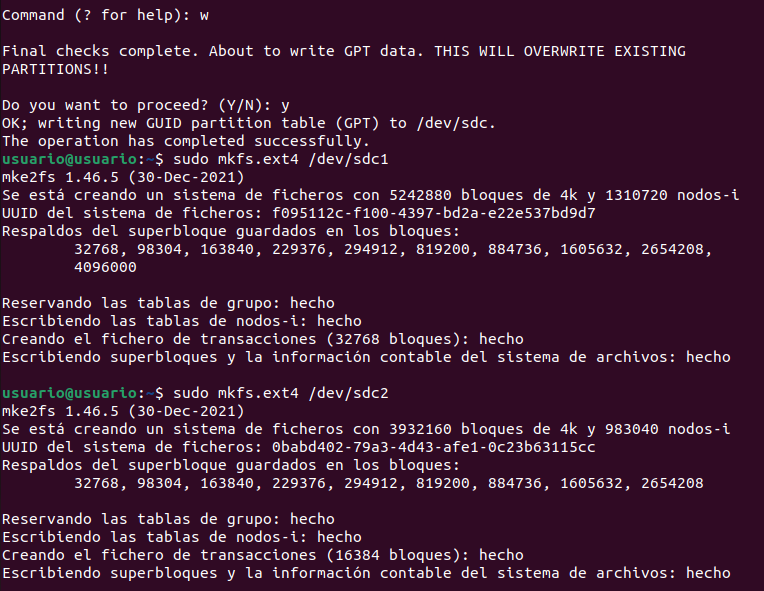 Command (? for help): w
Final checks complete. About to write GPT data. THIS WILL OVERWRITE EXISTING
PARTITIONS!!
Do you want to proceed? (Y/N): y
OK; writing new GUID partition table (GPT) to /dev/sdc.
The operation has completed successfully.
usuario@usuario:~$ sudo mkfs.ext4 /dev/sdc1
mke2fs 1.46.5 (30-Dec-2021)
Se está creando un sistema de ficheros con 5242880 bloques de 4k y 1310720 nodos-i
UUID del sistema de ficheros: f095112c-f100-4397-bd2a-e22e537bd9d7
Respaldos del superbloque guardados en los bloques:
32768, 98304, 163840, 229376, 294912, 819200, 884736, 1605632, 2654208,
4096000
Reservando las tablas de grupo: hecho
Escribiendo las tablas de nodos-i: hecho
Creando el fichero de transacciones (32768 bloques): hecho
Escribiendo superbloques y la información contable del sistema de archivos: hecho
usuario@usuario:~$ sudo mkfs.ext4 /dev/sdc2
mke2fs 1.46.5 (30-Dec-2021)
Se está creando un sistema de ficheros con 3932160 bloques de 4k y 983040 nodos-i
UUID del sistema de ficheros: 0babd402-79a3-4d43-afe1-0c23b63115cc
Respaldos del superbloque guardados en los bloques:
32768, 98304, 163840, 229376, 294912, 819200, 884736, 1605632, 2654208
Reservando las tablas de grupo: hecho
Escribiendo las tablas de nodos-i: hecho
Creando el fichero de transacciones (16384 bloques): hecho
Escribiendo superbloques y la información contable del sistema de archivos: hecho